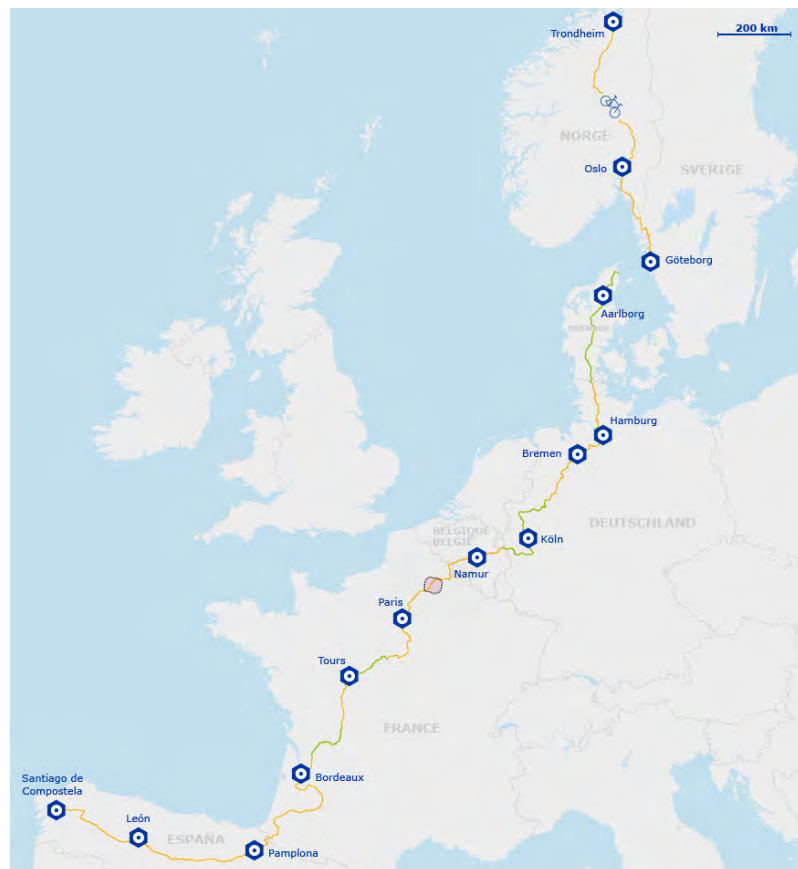 Trondheim
200 km
NORGE
Oslo
SVERIGE
Göteborg
Aarlborg
DANMARK
Hamburg
Bremen
DEUTSCHLAND
BELGIQUE
BELGIË
Köln
Namur
Paris
Tours
FRANCE
Bordeaux
Santiago de
Compostela
León
ESPAÑA
Pamplona